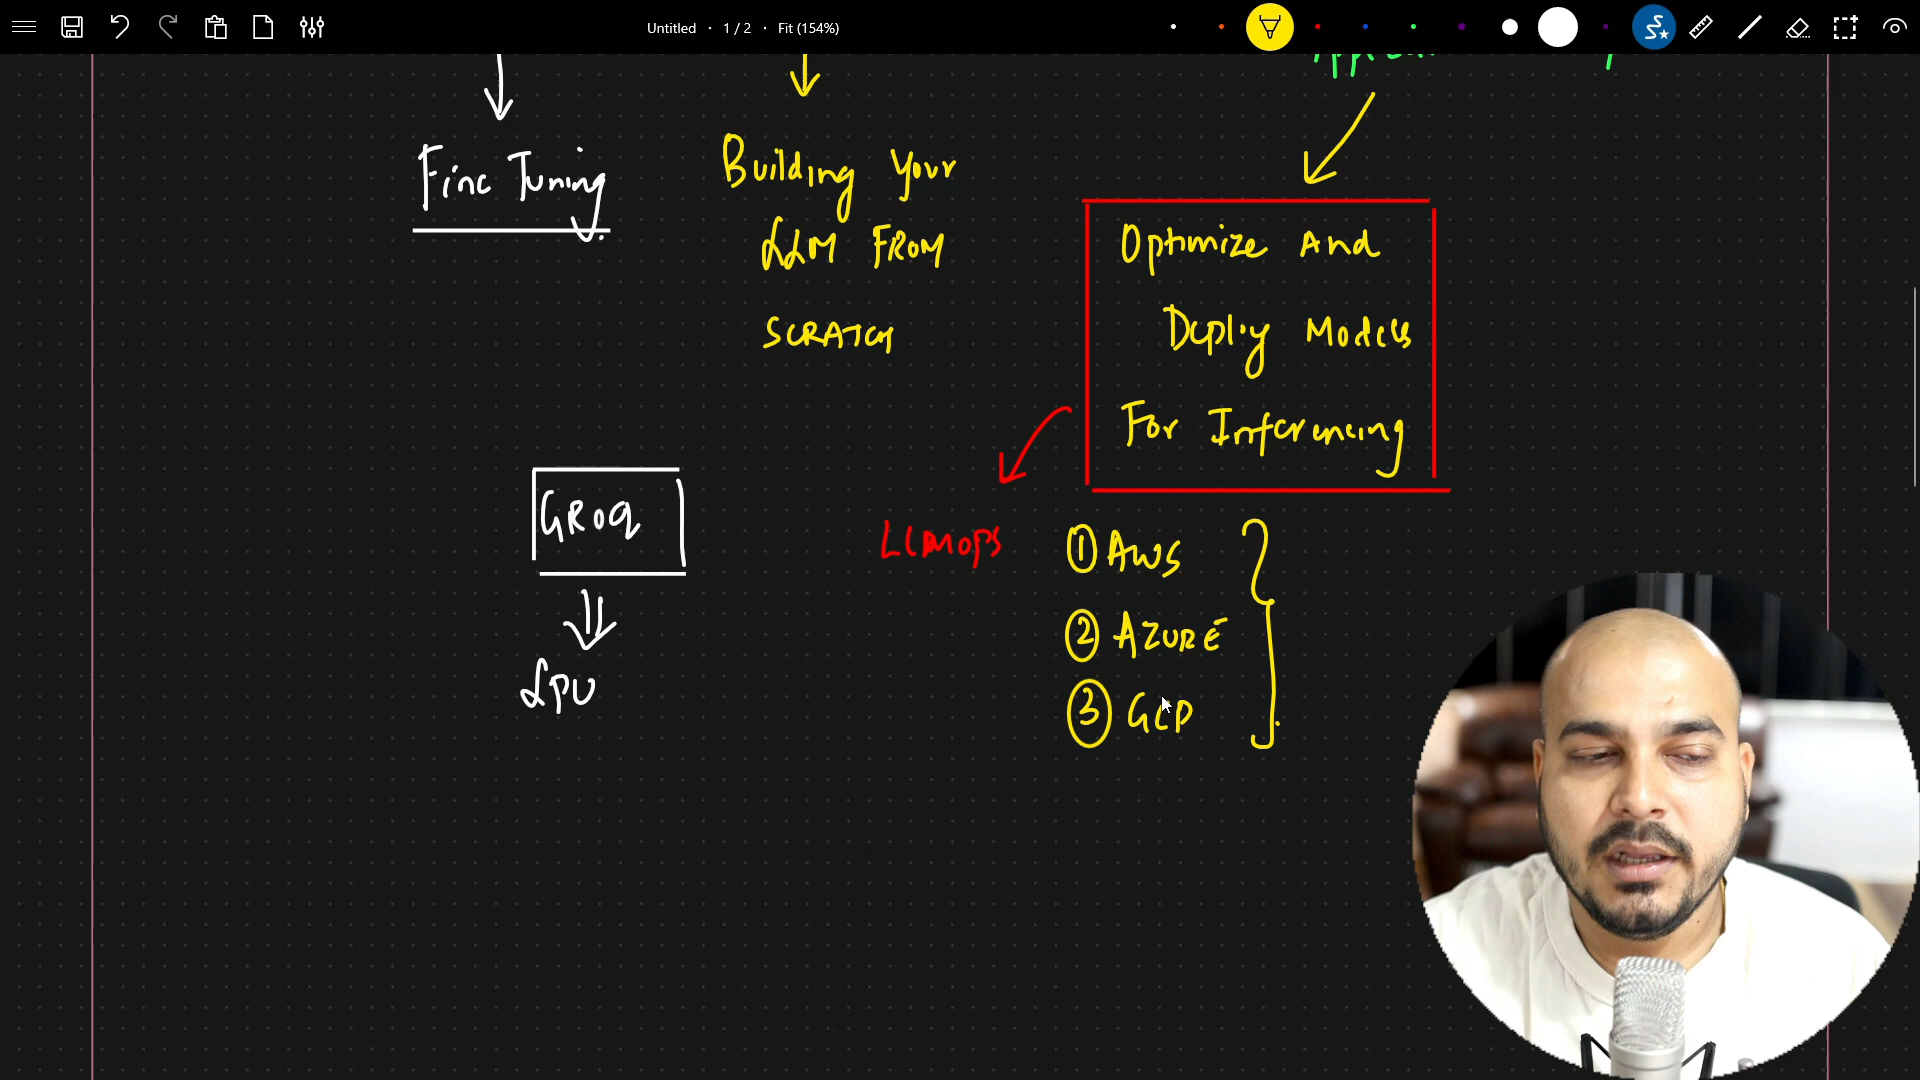 Untitled · 1 / 2 · Fit (154%)
Fine Tuning
Building Your
LLM FROM
SCRATCH
Optimize And
Deploy Models
For Inferencing
GROQ
LPU
LLMOPS
① AWS
② AZURE
③ GCP